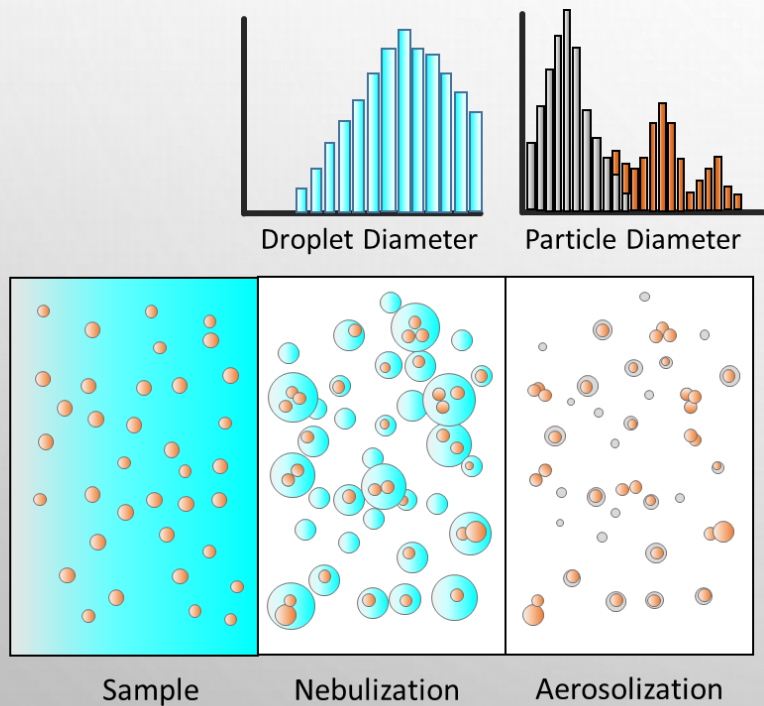 Droplet Diameter
Particle Diameter
Sample
Nebulization
Aerosolization